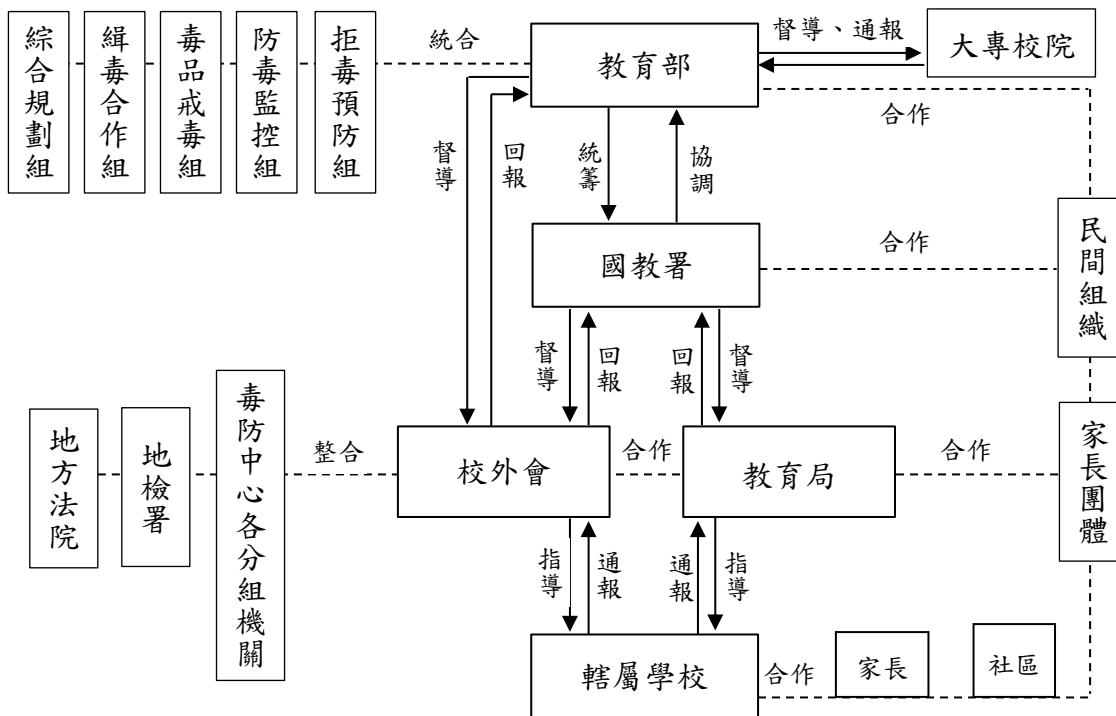 綜合規劃組
緝毒合作組
毒品戒毒組
防毒監控組
拒毒預防組
統合
教育部
督導、通報
大專校院
合作
督導
回報
統籌
協調
國教署
合作
民間組織
督導
回報
回報
督導
地方法院
地檢署
毒防中心各分組機關
整合
校外會
合作
教育局
合作
家長團體
指導
通報
通報
指導
轄屬學校
合作
家長
社區